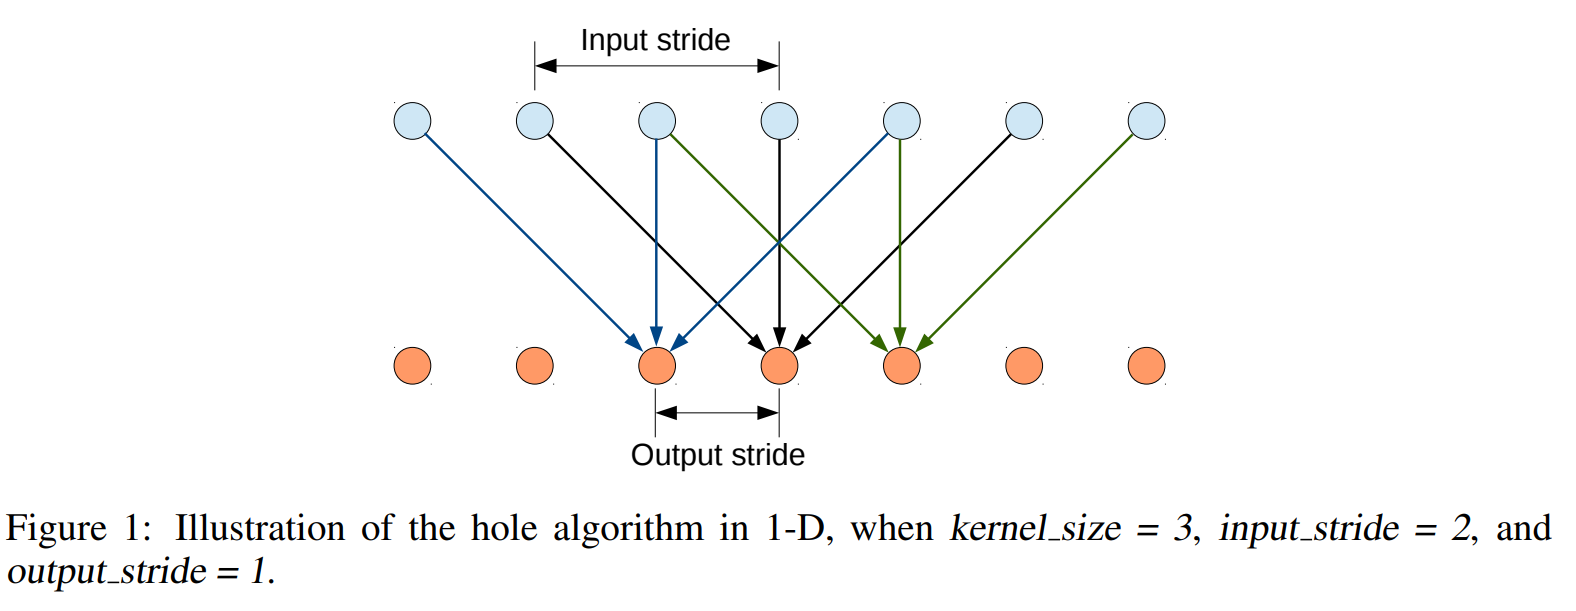 Input stride
Output stride
Figure 1: Illustration of the hole algorithm in 1-D, when kernel_size = 3, input_stride = 2, and
output_stride = 1.